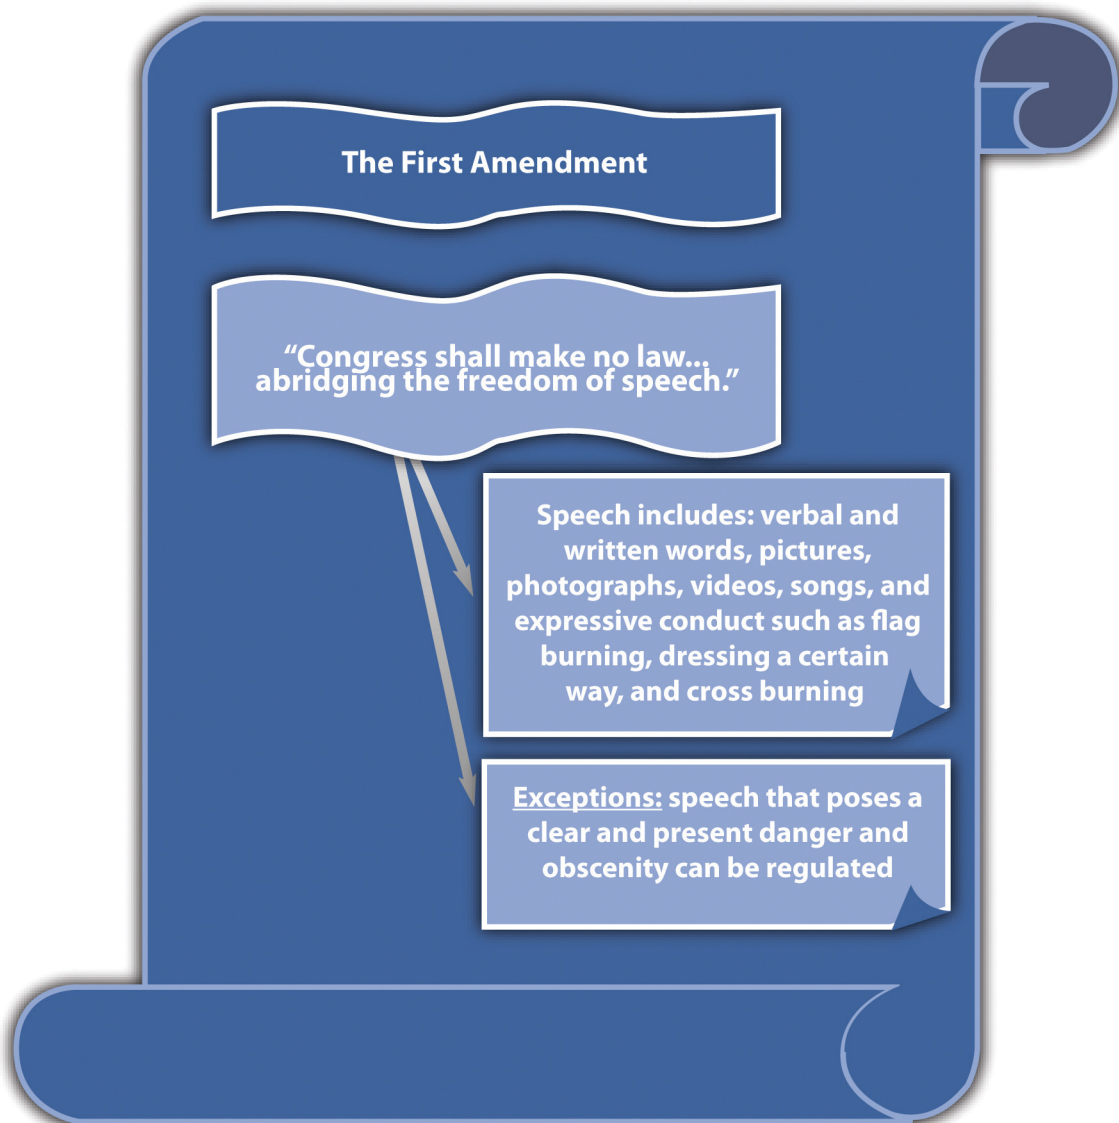 The First Amendment
“Congress shall make no law...
abridging the freedom of speech.”
Speech includes: verbal and
written words, pictures,
photographs, videos, songs, and
expressive conduct such as flag
burning, dressing a certain
way, and cross burning
Exceptions: speech that poses a
clear and present danger and
obscenity can be regulated